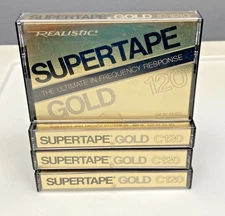 REALISTIC®
SUPERTAPE
THE ULTIMATE IN FREQUENCY RESPONSE
120
GOLD
SUPERTAPE GOLD C120
SUPERTAPE GOLD C120
SUPERTAPE GOLD C120